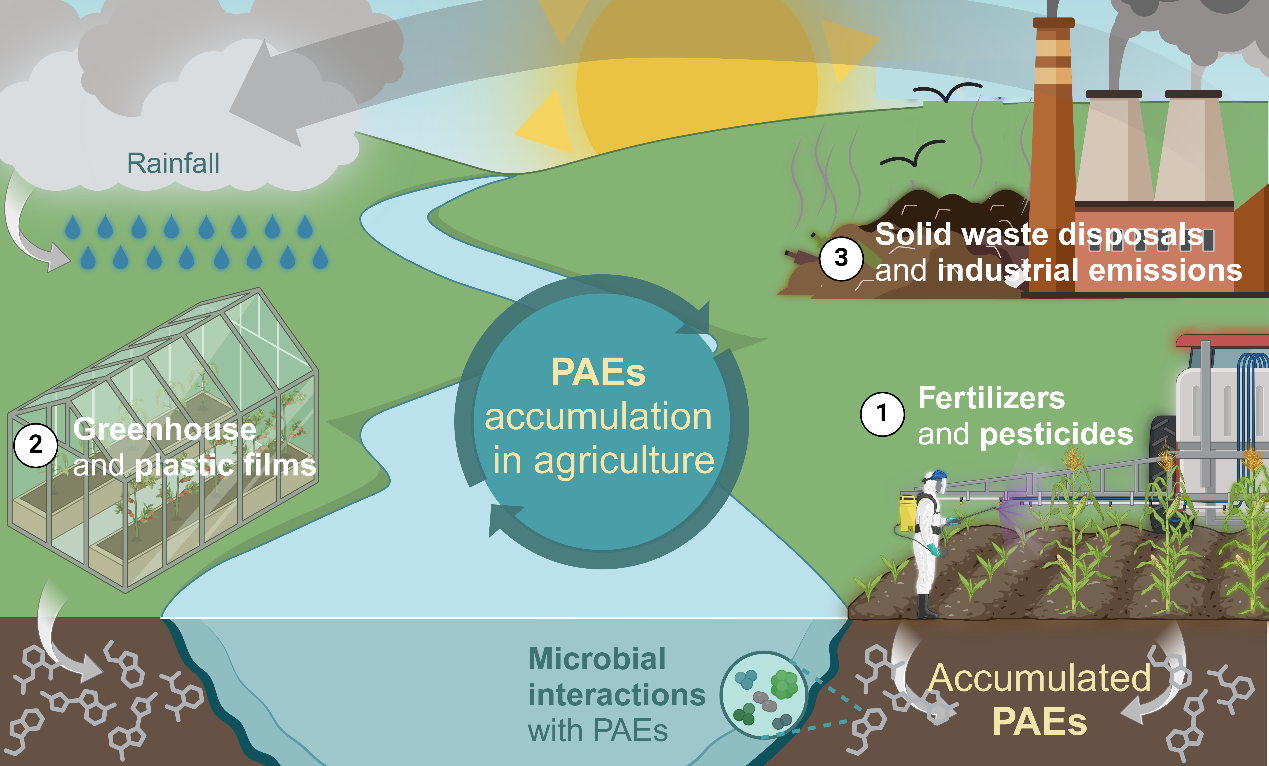 Rainfall
3
Solid waste disposals
and industrial emissions
PAEs
accumulation
in agriculture
1
Fertilizers
and pesticides
2
Greenhouse
and plastic films
Microbial
interactions
with PAEs
Accumulated
PAEs